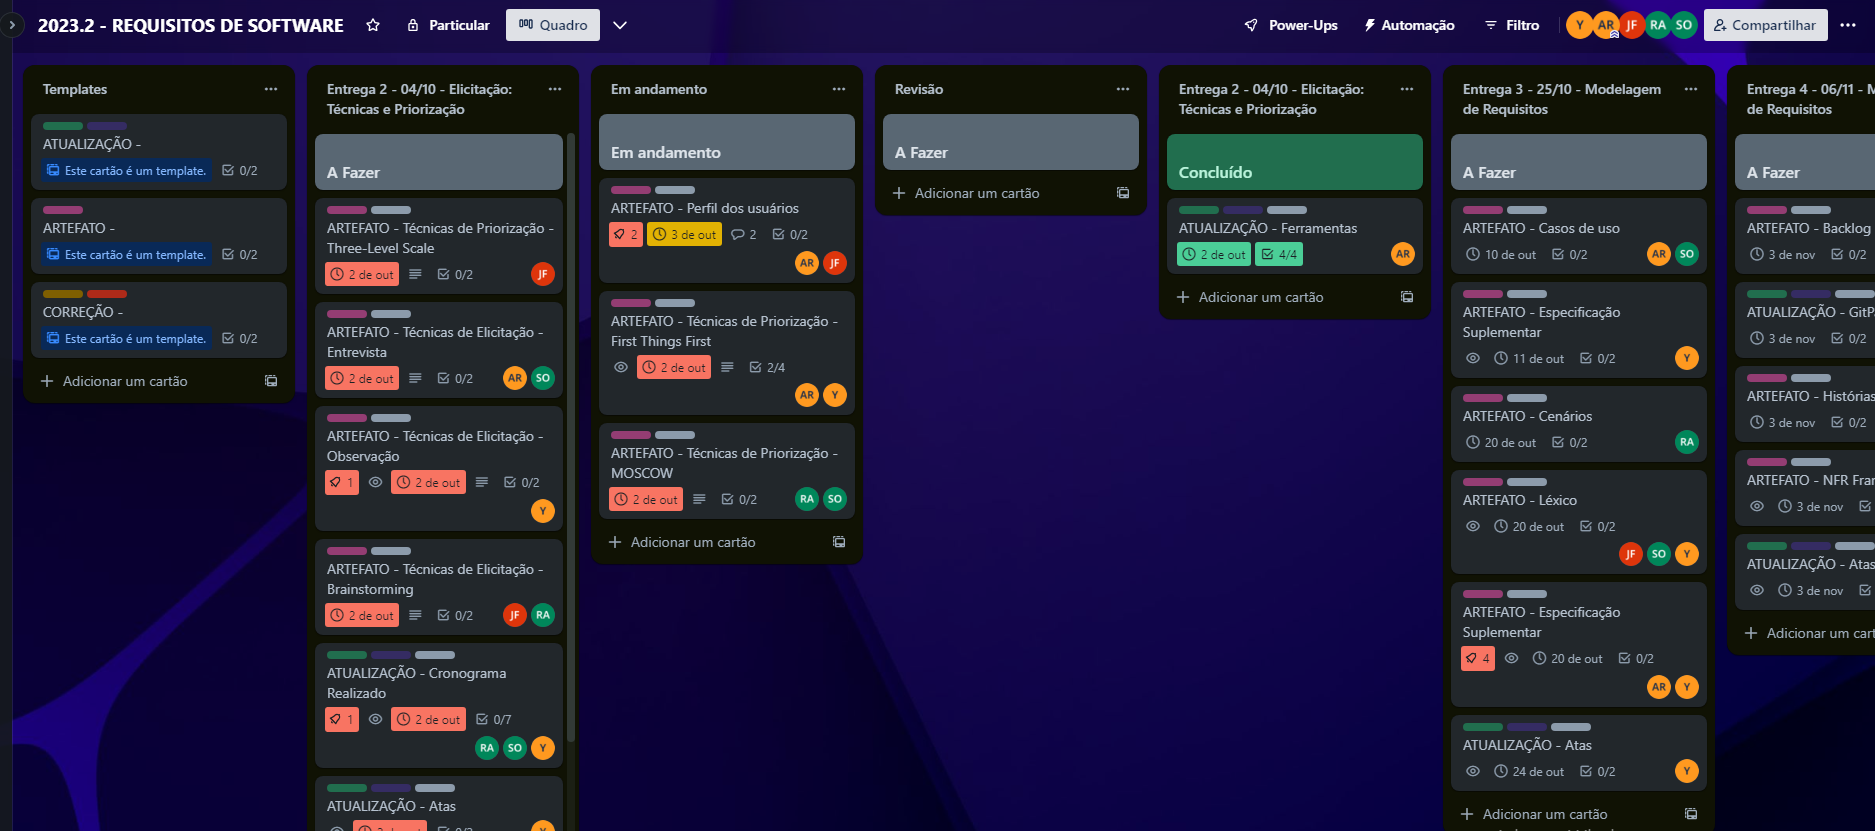 2023.2 - REQUISITOS DE SOFTWARE
Particular
Quadro
Power-Ups
Automação
Filtro
Y
AR
JF
RA
SO
Compartilhar
Templates
ATUALIZAÇÃO -
Este cartão é um template.
0/2
ARTEFATO -
Este cartão é um template.
0/2
CORREÇÃO -
Este cartão é um template.
0/2
Adicionar um cartão
Entrega 2 - 04/10 - Elicitação:
Técnicas e Priorização
A Fazer
ARTEFATO - Técnicas de Priorização -
Three-Level Scale
2 de out
0/2
JF
ARTEFATO - Técnicas de Elicitação -
Entrevista
2 de out
0/2
AR
SO
ARTEFATO - Técnicas de Elicitação -
Observação
1
2 de out
0/2
Y
ARTEFATO - Técnicas de Elicitação -
Brainstorming
2 de out
0/2
JF
RA
ATUALIZAÇÃO - Cronograma
Realizado
1
2 de out
0/7
RA
SO
Y
ATUALIZAÇÃO - Atas
Em andamento
Em andamento
ARTEFATO - Perfil dos usuários
2
3 de out
2
0/2
AR
JF
ARTEFATO - Técnicas de Priorização -
First Things First
2 de out
2/4
AR
Y
ARTEFATO - Técnicas de Priorização -
MOSCOW
2 de out
0/2
RA
SO
Adicionar um cartão
Revisão
A Fazer
Adicionar um cartão
Entrega 2 - 04/10 - Elicitação:
Técnicas e Priorização
Concluído
ATUALIZAÇÃO - Ferramentas
2 de out
4/4
AR
Adicionar um cartão
Entrega 3 - 25/10 - Modelagem
de Requisitos
A Fazer
ARTEFATO - Casos de uso
10 de out
0/2
AR
SO
ARTEFATO - Especificação
Suplementar
11 de out
0/2
Y
ARTEFATO - Cenários
20 de out
0/2
RA
ARTEFATO - Léxico
20 de out
0/2
JF
SO
Y
ARTEFATO - Especificação
Suplementar
4
20 de out
0/2
AR
Y
ATUALIZAÇÃO - Atas
24 de out
0/2
Y
Adicionar um cartão
Entrega 4 - 06/11 - M
de Requisitos
A Fazer
ARTEFATO - Backlog
3 de nov
0/2
ATUALIZAÇÃO - GitP
3 de nov
0/2
ARTEFATO - Histórias
3 de nov
0/2
ARTEFATO - NFR Fra
3 de nov
ATUALIZAÇÃO - Atas
3 de nov
Adicionar um cart